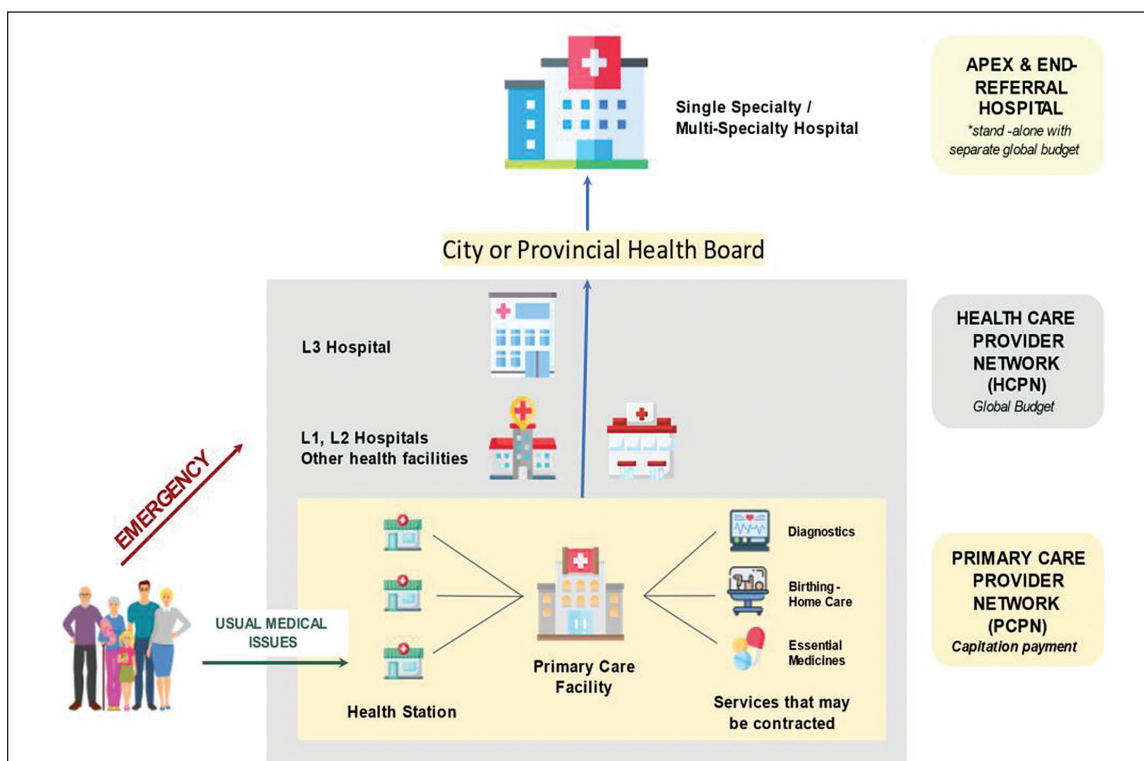 Single Specialty /
Multi-Specialty Hospital
APEX & END-
REFERRAL
HOSPITAL
*stand -alone with
separate global budget
City or Provincial Health Board
L3 Hospital
HEALTH CARE
PROVIDER
NETWORK
(HCPN)
Global Budget
L1, L2 Hospitals
Other health facilities
EMERGENCY
USUAL MEDICAL
ISSUES
Health Station
Primary Care
Facility
Diagnostics
Birthing -
Home Care
Essential
Medicines
Services that may
be contracted
PRIMARY CARE
PROVIDER
NETWORK
(PCPN)
Capitation payment